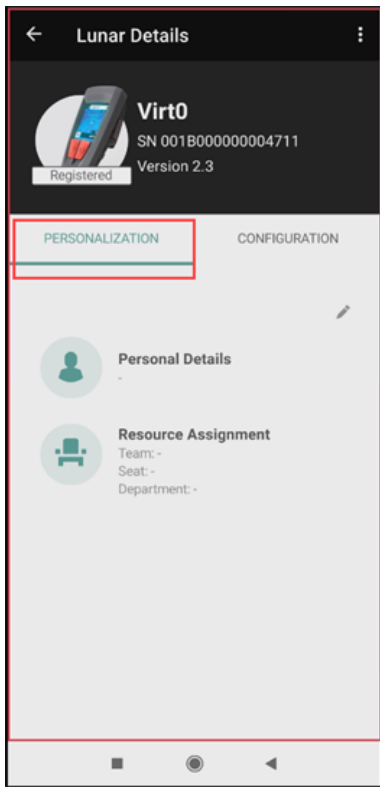 Lunar Details
Virt0
SN 001B000000004711
Version 2.3
Registered
PERSONALIZATION
CONFIGURATION
Personal Details
-
Resource Assignment
Team: -
Seat: -
Department: -